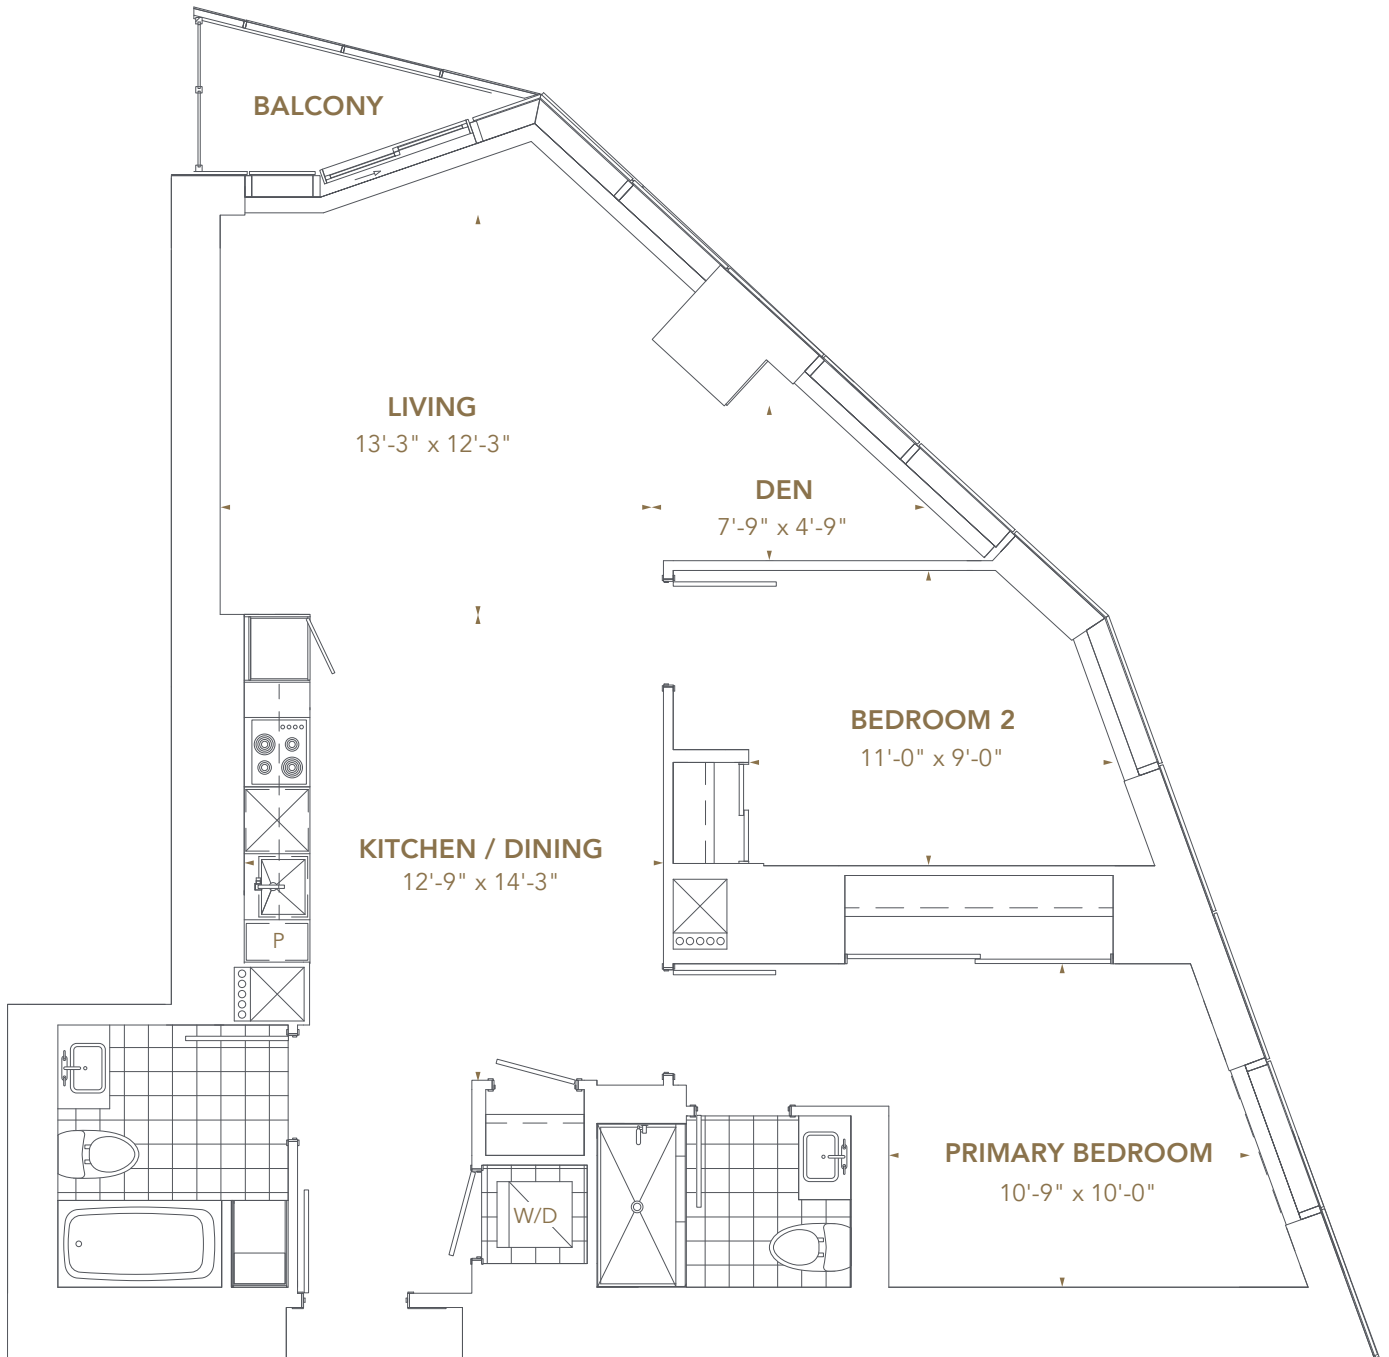 BALCONY
LIVING
13'-3" x 12'-3"
DEN
7'-9" x 4'-9"
BEDROOM 2
11'-0" x 9'-0"
KITCHEN / DINING
12'-9" x 14'-3"
P
PRIMARY BEDROOM
10'-9" x 10'-0"
W/D